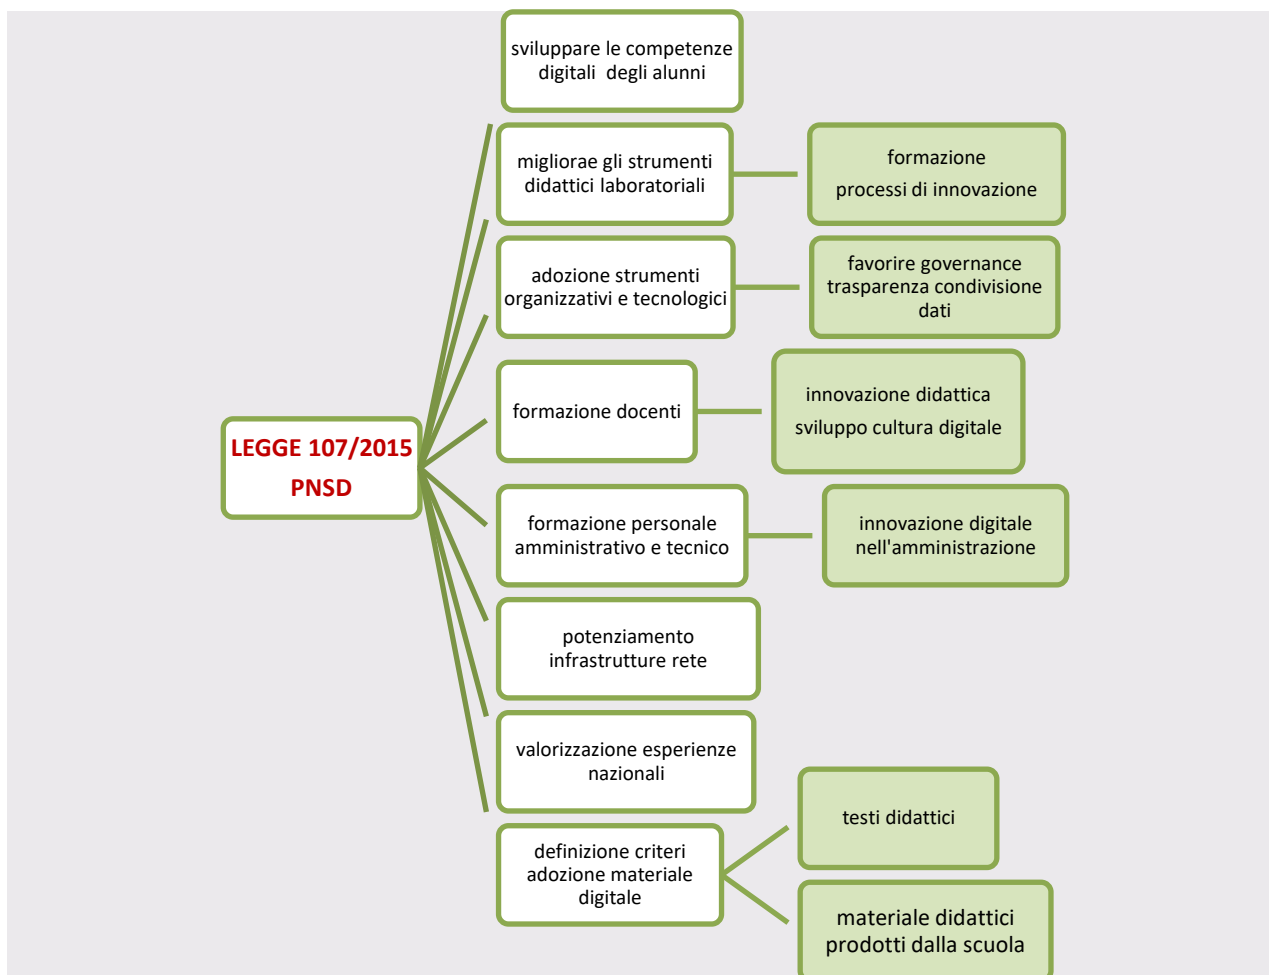 sviluppare le competenze
digitali degli alunni
migliorae gli strumenti
didattici laboratoriali
formazione
processi di innovazione
adozione strumenti
organizzativi e tecnologici
favorire governance
trasparenza condivisione
dati
formazione docenti
innovazione didattica
sviluppo cultura digitale
LEGGE 107/2015
PNSD
formazione personale
amministrativo e tecnico
innovazione digitale
nell'amministrazione
potenziamento
infrastrutture rete
valorizzazione esperienze
nazionali
definizione criteri
adozione materiale
digitale
testi didattici
materiale didattici
prodotti dalla scuola